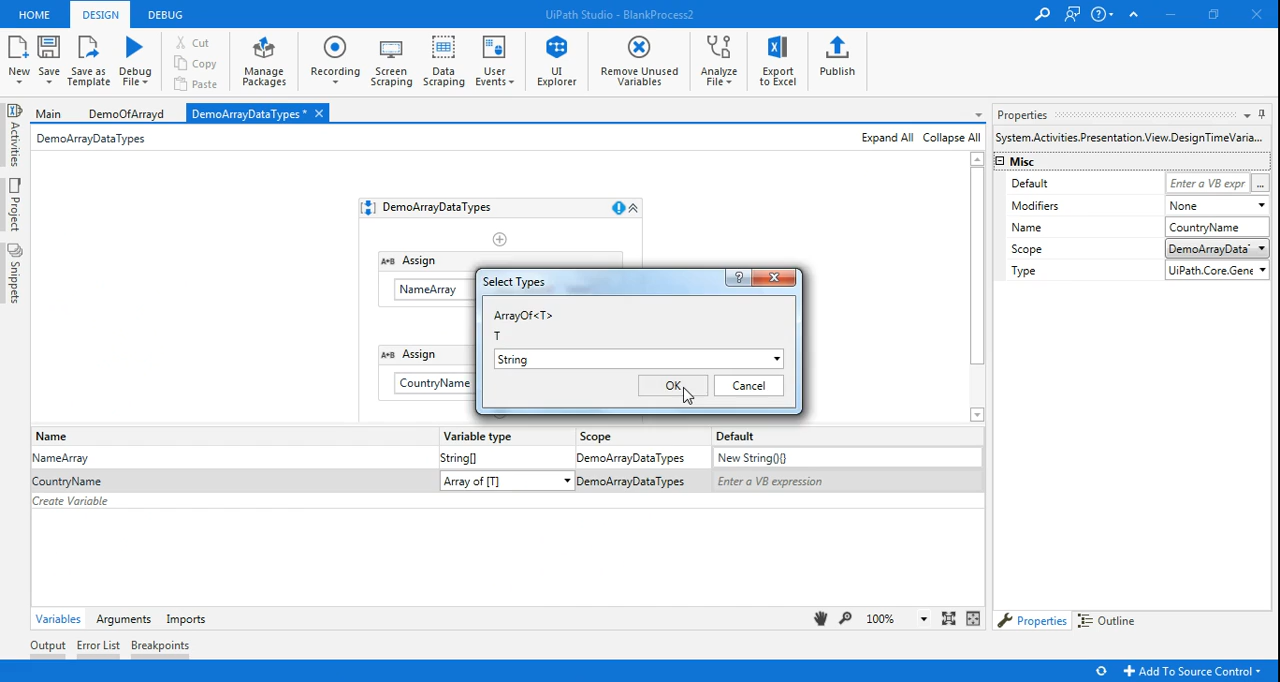 HOME DESIGN DEBUG UiPath Studio - BlankProcess2
New Save Save as Template Debug File Cut Copy Paste Manage Packages Recording Screen Scraping Data Scraping User Events UI Explorer Remove Unused Variables Analyze File Export to Excel Publish
Main DemoOfArrayd DemoArrayDataTypes * Properties
DemoArrayDataTypes Expand All Collapse All System.Activities.Presentation.View.DesignTimeVaria...
Activities
Project
Snippets
Misc
Default Enter a VB expr ...
Modifiers None
Name CountryName
Scope DemoArrayData
Type UiPath.Core.Gene
DemoArrayDataTypes
A*B Assign
NameArray
A*B Assign
CountryName
Select Types ?
ArrayOf<T>
T
String
OK Cancel
Name Variable type Scope Default
NameArray String[] DemoArrayDataTypes New String(){}
CountryName Array of [T] DemoArrayDataTypes Enter a VB expression
Create Variable
Variables Arguments Imports 100% Properties Outline
Output Error List Breakpoints
Add To Source Control